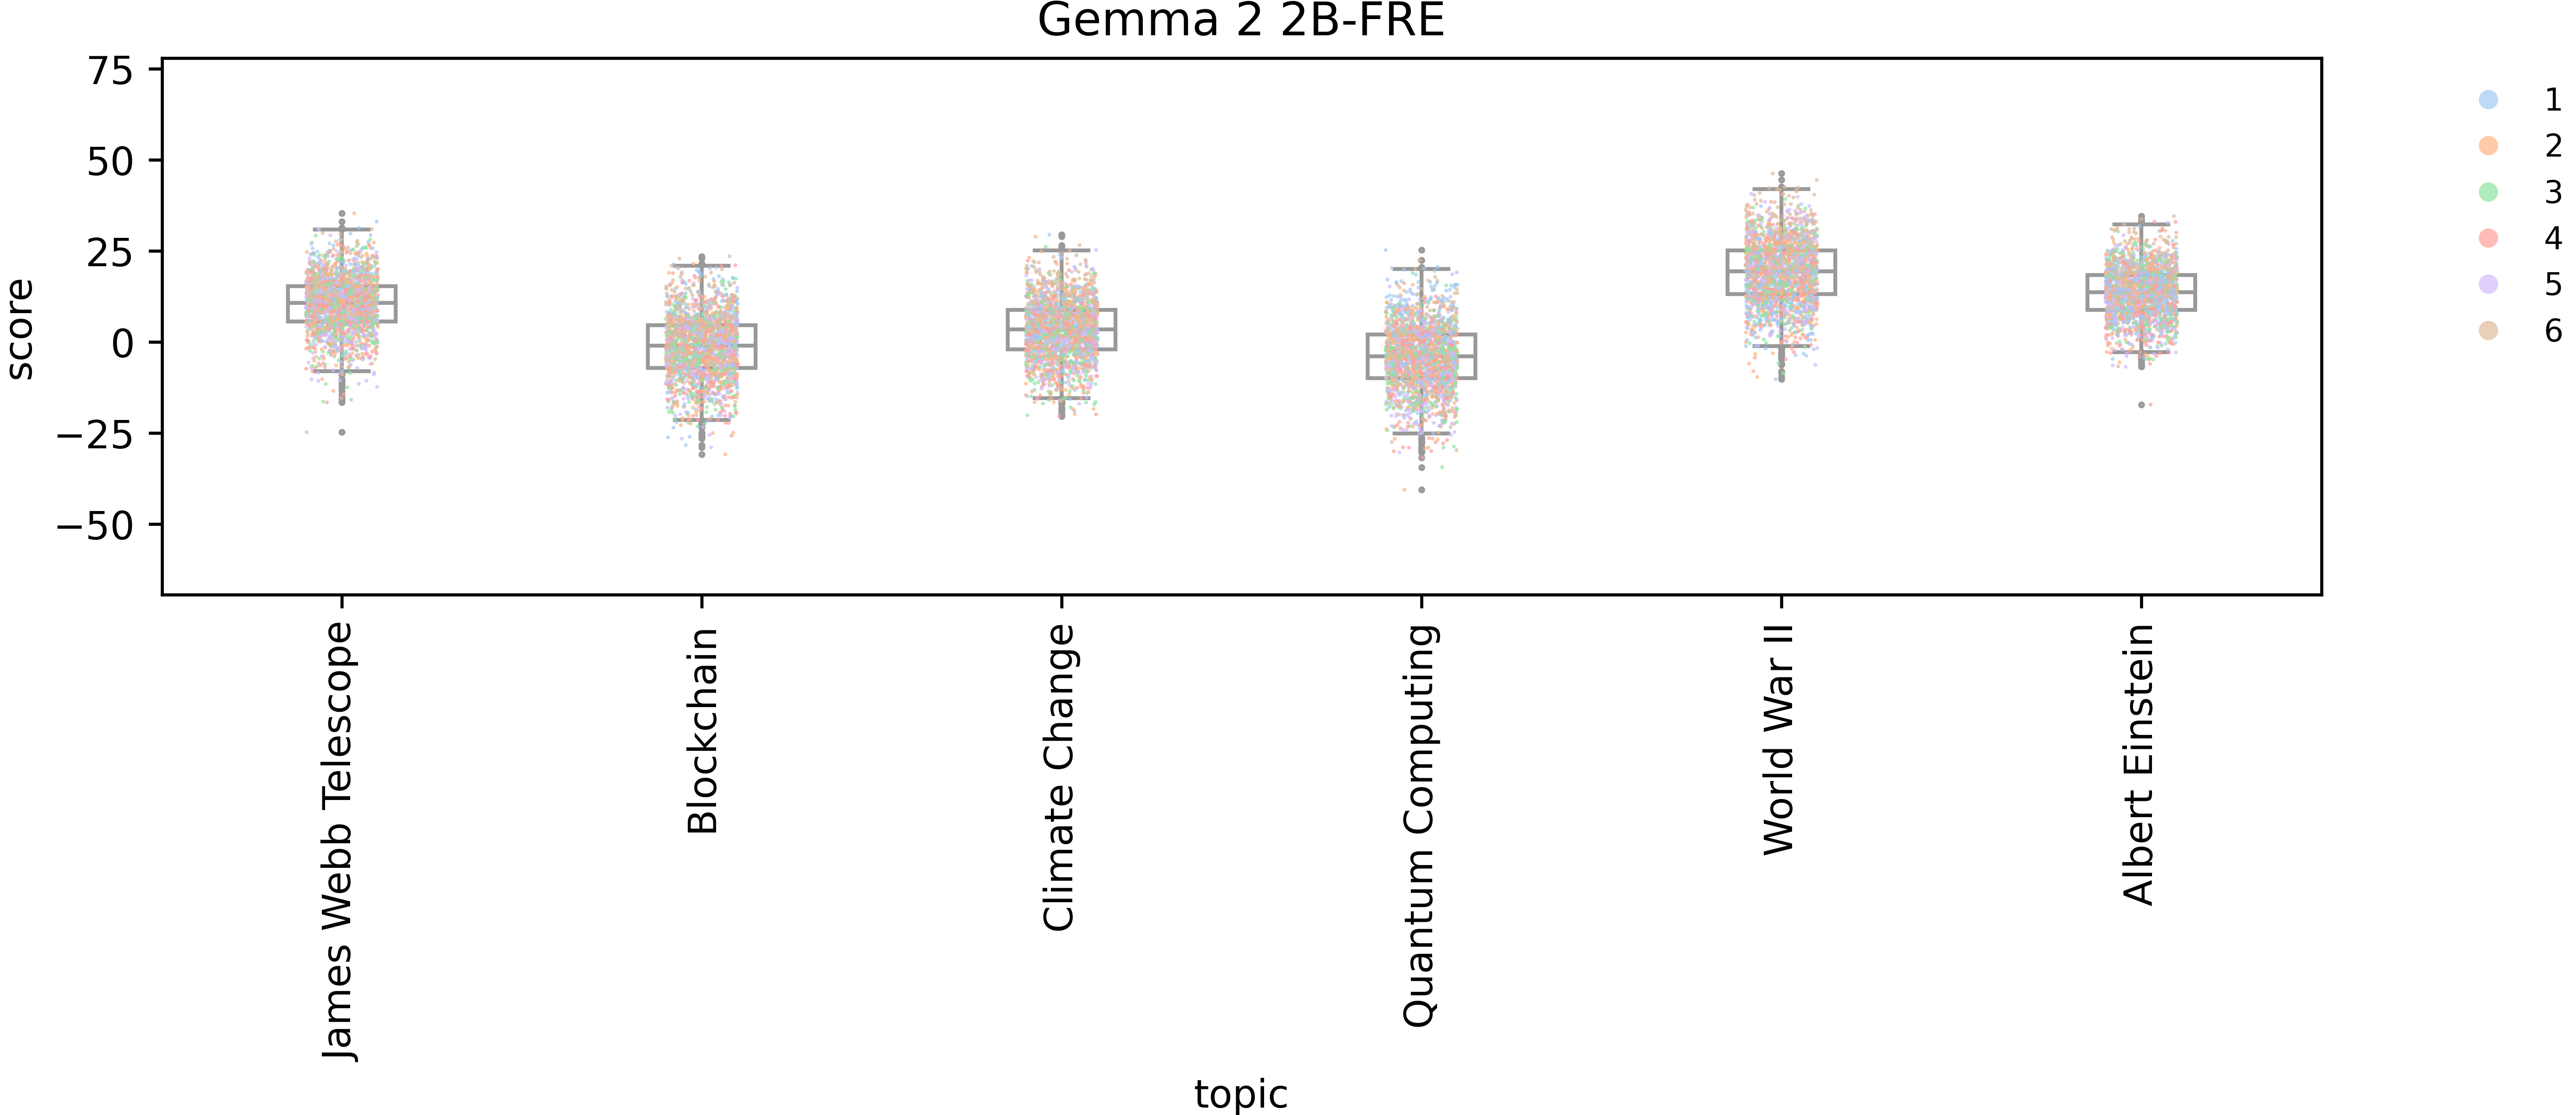 Gemma 2 2B-FRE
75
50
25
0
−25
−50
score
1
2
3
4
5
6
James Webb Telescope
Blockchain
Climate Change
Quantum Computing
World War II
Albert Einstein
topic